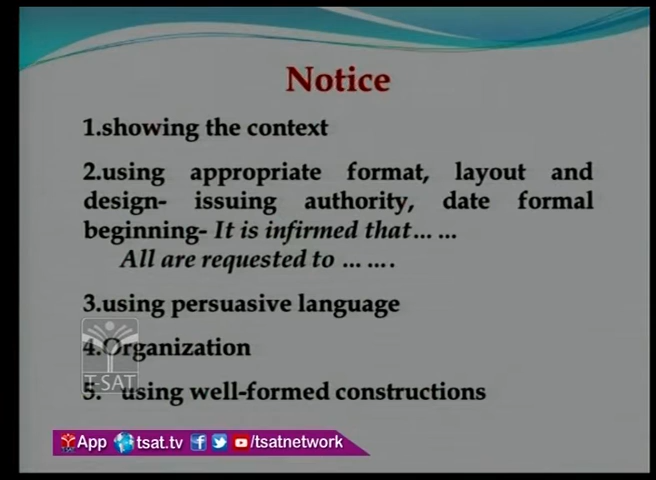 Notice
1.showing the context
2.using appropriate format, layout and
design- issuing authority, date formal
beginning- It is infirmed that... ...
All are requested to ... ....
3.using persuasive language
4.Organization
5. using well-formed constructions
T-SAT
App tsat.tv /tsatnetwork